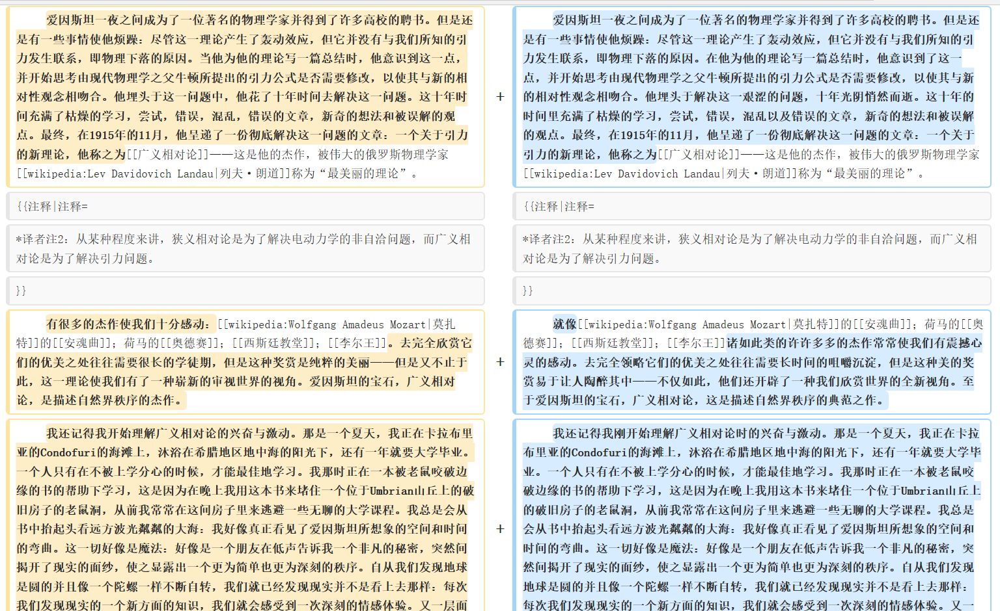 爱因斯坦一夜之间成为了一位著名的物理学家并得到了许多高校的聘书。但是还
是有一些事情使他烦躁：尽管这一理论产生了轰动效应，但它并没有与我们所知的引
力发生联系，即物理下落的原因。当他为他的理论写一篇总结时，他意识到这一点，
并开始思考由现代物理学之父牛顿所提出的引力公式是否需要修改，以使其与新的相
对性观念相吻合。他埋头于这一问题中，他花了十年时间去解决这一问题。这十年时
间充满了枯燥的学习，尝试，错误，混乱，错误的文章，新奇的想法和被误解的观
点。最终，在1915年的11月，他呈递了一份彻底解决这一问题的文章：一个关于引力
的新理论，他称之为[[广义相对论]]——这是他的杰作，被伟大的俄罗斯物理学家
[[wikipedia:Lev Davidovich Landau|列夫·朗道]]称为“最美丽的理论”。
{{注释|注释=
*译者注2：从某种程度来讲，狭义相对论是为了解决电动力学的非自洽问题，而广义相
对论是为了解决引力问题。
}}
有很多的杰作使我们十分感动：[[wikipedia:Wolfgang Amadeus Mozart|莫扎
特]]的[[安魂曲]]；荷马的[[奥德赛]]；[[西斯廷教堂]]；[[李尔王]]。去完全欣赏它
们的优美之处往往需要很长的学徒期，但是这种奖赏是纯粹的美丽——但是又不止于
此，这一理论使我们有了一种崭新的审视世界的视角。爱因斯坦的宝石，广义相对
论，是描述自然界秩序的杰作。
我还记得我开始理解广义相对论的兴奋与激动。那是一个夏天，我正在卡拉布里
亚的Condofuri的海滩上，沐浴在希腊地区地中海的阳光下，还有一年就要大学毕业。
一个人只有在不被上学分心的时候，才能最佳地学习。我那时正在一本被老鼠咬破边
缘的书的帮助下学习，这是因为在晚上我用这本书来堵住一个位于Umbrian山丘上的破
旧房子的老鼠洞，从前我常常在这间房子里来逃避一些无聊的大学课程。我总是会从
书中抬起头看远方波光粼粼的大海：我好像真正看见了爱因斯坦所想象的空间和时间
的弯曲。这一切好像是魔法：好像是一个朋友在低声告诉我一个非凡的秘密，突然间
揭开了现实的面纱，使之显露出一个更为简单也更为深刻的秩序。自从我们发现地球
是圆的并且像一个陀螺一样不断自转，我们就已经发现现实并不是看上去那样：每次
我们发现现实的一个新方面的知识，我们就会感受到一次深刻的情感体验。又一层面
+
+
+
爱因斯坦一夜之间成为了一位著名的物理学家并得到了许多高校的聘书。但是还
是有一些事情使他烦躁：尽管这一理论产生了轰动效应，但它并没有与我们所知的引
力发生联系，即物理下落的原因。在他为他的理论写一篇总结时，他意识到了这一
点，并开始思考由现代物理学之父牛顿所提出的引力公式是否需要修改，以使其与新
的相对性观念相吻合。他埋头于解决这一艰涩的问题，十年光阴悄然而逝。这十年的
时间里充满了枯燥的学习，尝试，错误，混乱以及错误的文章，新奇的想法和被误解
的观点。最终，在1915年的11月，他呈递了一份彻底解决这一问题的文章：一个关于
引力的新理论，他称之为[[广义相对论]]——这是他的杰作，被伟大的俄罗斯物理学家
[[wikipedia:Lev Davidovich Landau|列夫·朗道]]称为“最美丽的理论”。
{{注释|注释=
*译者注2：从某种程度来讲，狭义相对论是为了解决电动力学的非自洽问题，而广义相
对论是为了解决引力问题。
}}
就像[[wikipedia:Wolfgang Amadeus Mozart|莫扎特]]的[[安魂曲]]；荷马的[[奥
德赛]]；[[西斯廷教堂]]；[[李尔王]]诸如此类的许许多多的杰作常常使我们有震撼心
灵的感动。去完全领略它们的优美之处往往需要长时间的咀嚼沉淀，但是这种美的奖
赏易于让人陶醉其中——不仅如此，他们还开辟了一种我们欣赏世界的全新视角。至
于爱因斯坦的宝石，广义相对论，这是描述自然界秩序的典范之作。
我还记得我刚开始理解广义相对论时的兴奋与激动。那是一个夏天，我正在卡拉
布里亚的Condofuri的海滩上，沐浴在希腊地区地中海的阳光下，还有一年就要大学毕
业。一个人只有在不被上学分心的时候，才能最佳地学习。我那时正在一本被老鼠咬
破边缘的书的帮助下学习，这是因为在晚上我用这本书来堵住一个位于Umbrian山丘上
的破旧房子的老鼠洞，从前我常常在这间房子里来逃避一些无聊的大学课程。我总是
会从书中抬起头看远方波光粼粼的大海：我好像真正看见了爱因斯坦所想象的空间和
时间的弯曲。这一切好像是魔法：好像是一个朋友在低声告诉我一个非凡的秘密，突
然间揭开了现实的面纱，使之显露出一个更为简单也更为深刻的秩序。自从我们发现
地球是圆的并且像一个陀螺一样不断自转，我们就已经发现现实并不是看上去那样：
每次我们发现现实的一个新方面的知识，我们就会感受到一次深刻的情感体验。又一